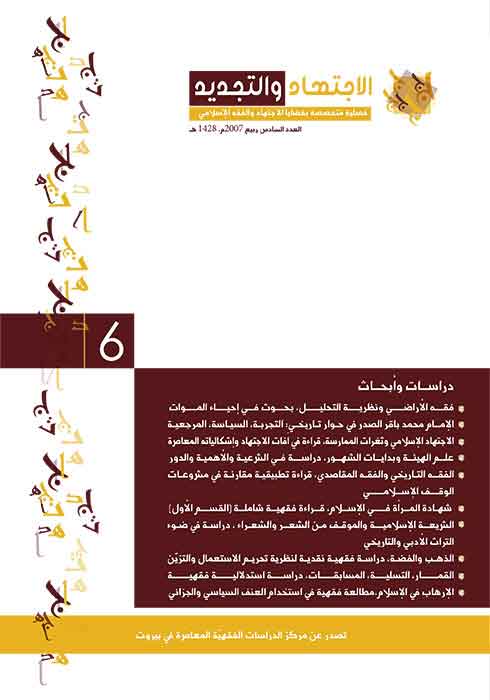 الاجتهاد والتجديد
فصلية متخصصة بقضايا الاجتهاد والفقه الإسلامي
العدد السادس ربيع 2007م، 1428 هـ
6
دراسات وأبحاث
فقه الأراضي ونظرية التحليل، بحوث في إحياء الموات
الإمام محمد باقر الصدر في حوار تاريخي؛ التجربة، السياسة، المرجعية
الاجتهاد الإسلامي وثغرات الممارسة، قراءة في آفات الاجتهاد وإشكالياته المعاصرة
علم الهيئة وبدايات الشهور، دراسة في الشرعية والأهمية والدور
الفقه التاريخي والفقه المقاصدي، قراءة تطبيقية مقارنة في مشروعات
الوقف الإسلامي
شهادة المرأة في الإسلام، قراءة فقهية شاملة (القسم الأول)
الشريعة الإسلامية والموقف من الشعر والشعراء، دراسة في ضوء
التراث الأدبي والتاريخي
الذهب والفضة، دراسة فقهية نقدية لنظرية تحريم الاستعمال والتزيّن
القمار، التسلية، المسابقات، دراسة استدلالية فقهية
الإرهاب في الإسلام، مطالعة فقهية في استخدام العنف السياسي والجزائي
تصدر عن مركز الدراسات الفقهية المعاصرة في بيروت